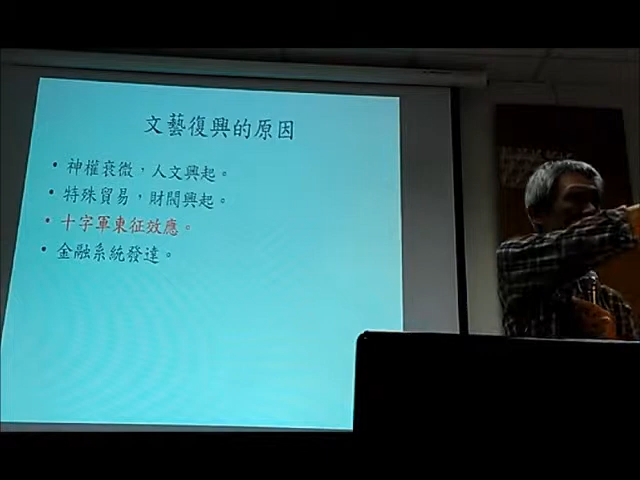 文藝復興的原因
• 神權衰微，人文興起。
• 特殊貿易，財閥興起。
• 十字軍東征效應。
• 金融系統發達。